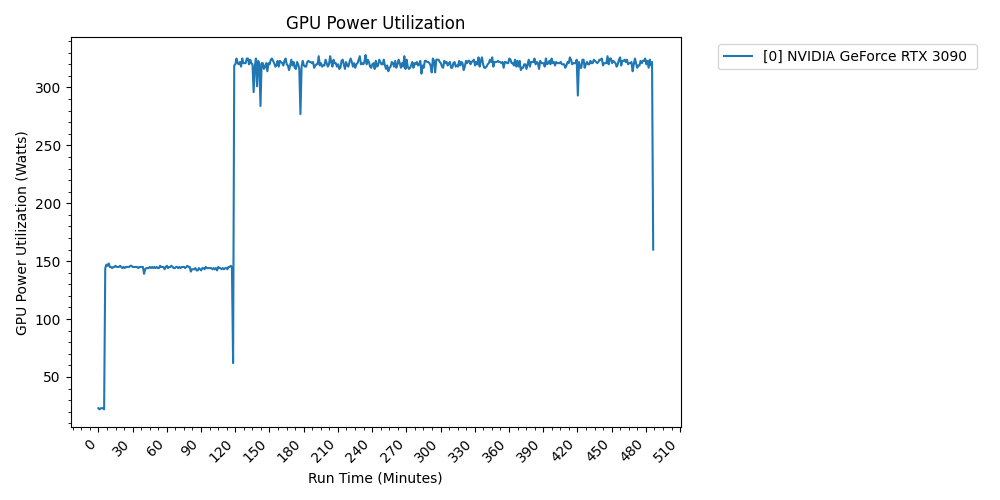 GPU Power Utilization
[0] NVIDIA GeForce RTX 3090
GPU Power Utilization (Watts)
300
250
200
150
100
50
0 30 60 90 120 150 180 210 240 270 300 330 360 390 420 450 480 510
Run Time (Minutes)